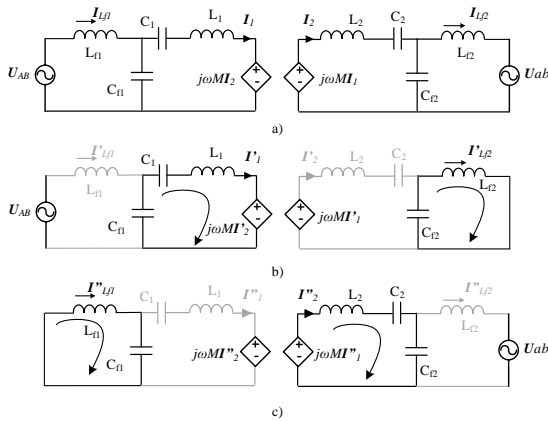 I_Lf1 C_1 L_1 I_1 I_2 L_2 C_2 I_Lf2
L_f1 L_f2
U_AB C_f1 jωMI_2 jωMI_1 C_f2 Uab
a)
I'_Lf1 C_1 L_1 I'_1 I'_2 L_2 C_2 I'_Lf2
L_f1 L_f2
U_AB C_f1 jωMI'_2 jωMI'_1 C_f2
b)
I"_Lf1 C_1 L_1 I"_1 I"_2 L_2 C_2 I"_Lf2
L_f1 L_f2
C_f1 jωMI"_2 jωMI"_1 C_f2 Uab
c)